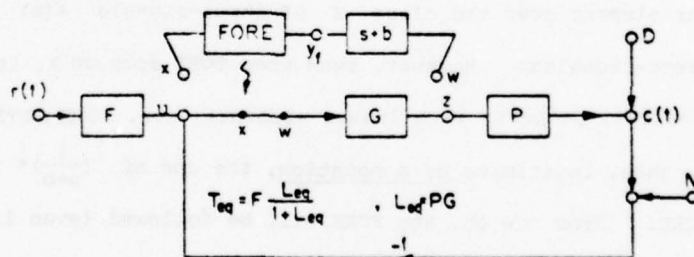 FORE
s+b
y_f
x
w
D
r(t)
F
u
x
w
G
z
P
c(t)
N
T_eq = F L_eq / 1 + L_eq
L_eq = PG
-1